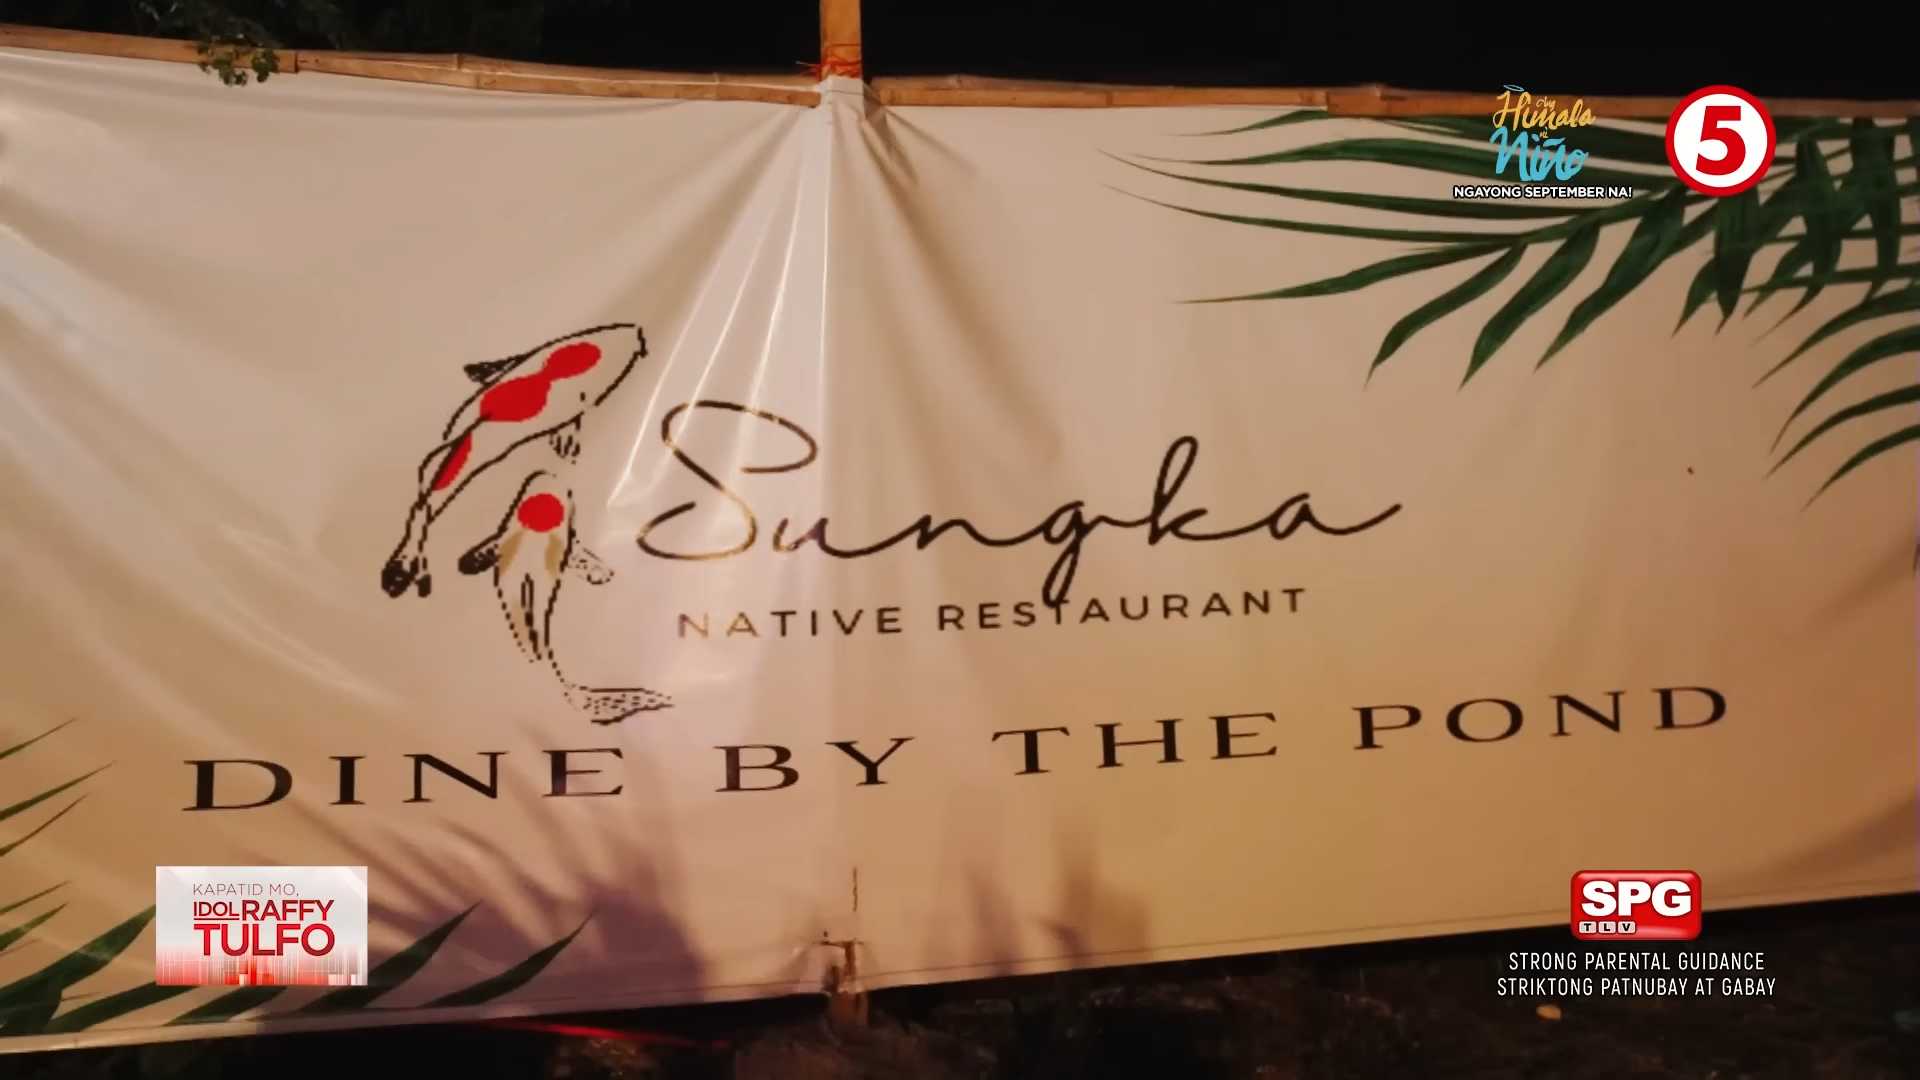 ang
Himala
ni
Niño
NGAYONG SEPTEMBER NA!
5
Sungka
NATIVE RESTAURANT
DINE BY THE POND
KAPATID MO,
IDOL RAFFY
TULFO
SPG
TLV
STRONG PARENTAL GUIDANCE
STRIKTONG PATNUBAY AT GABAY